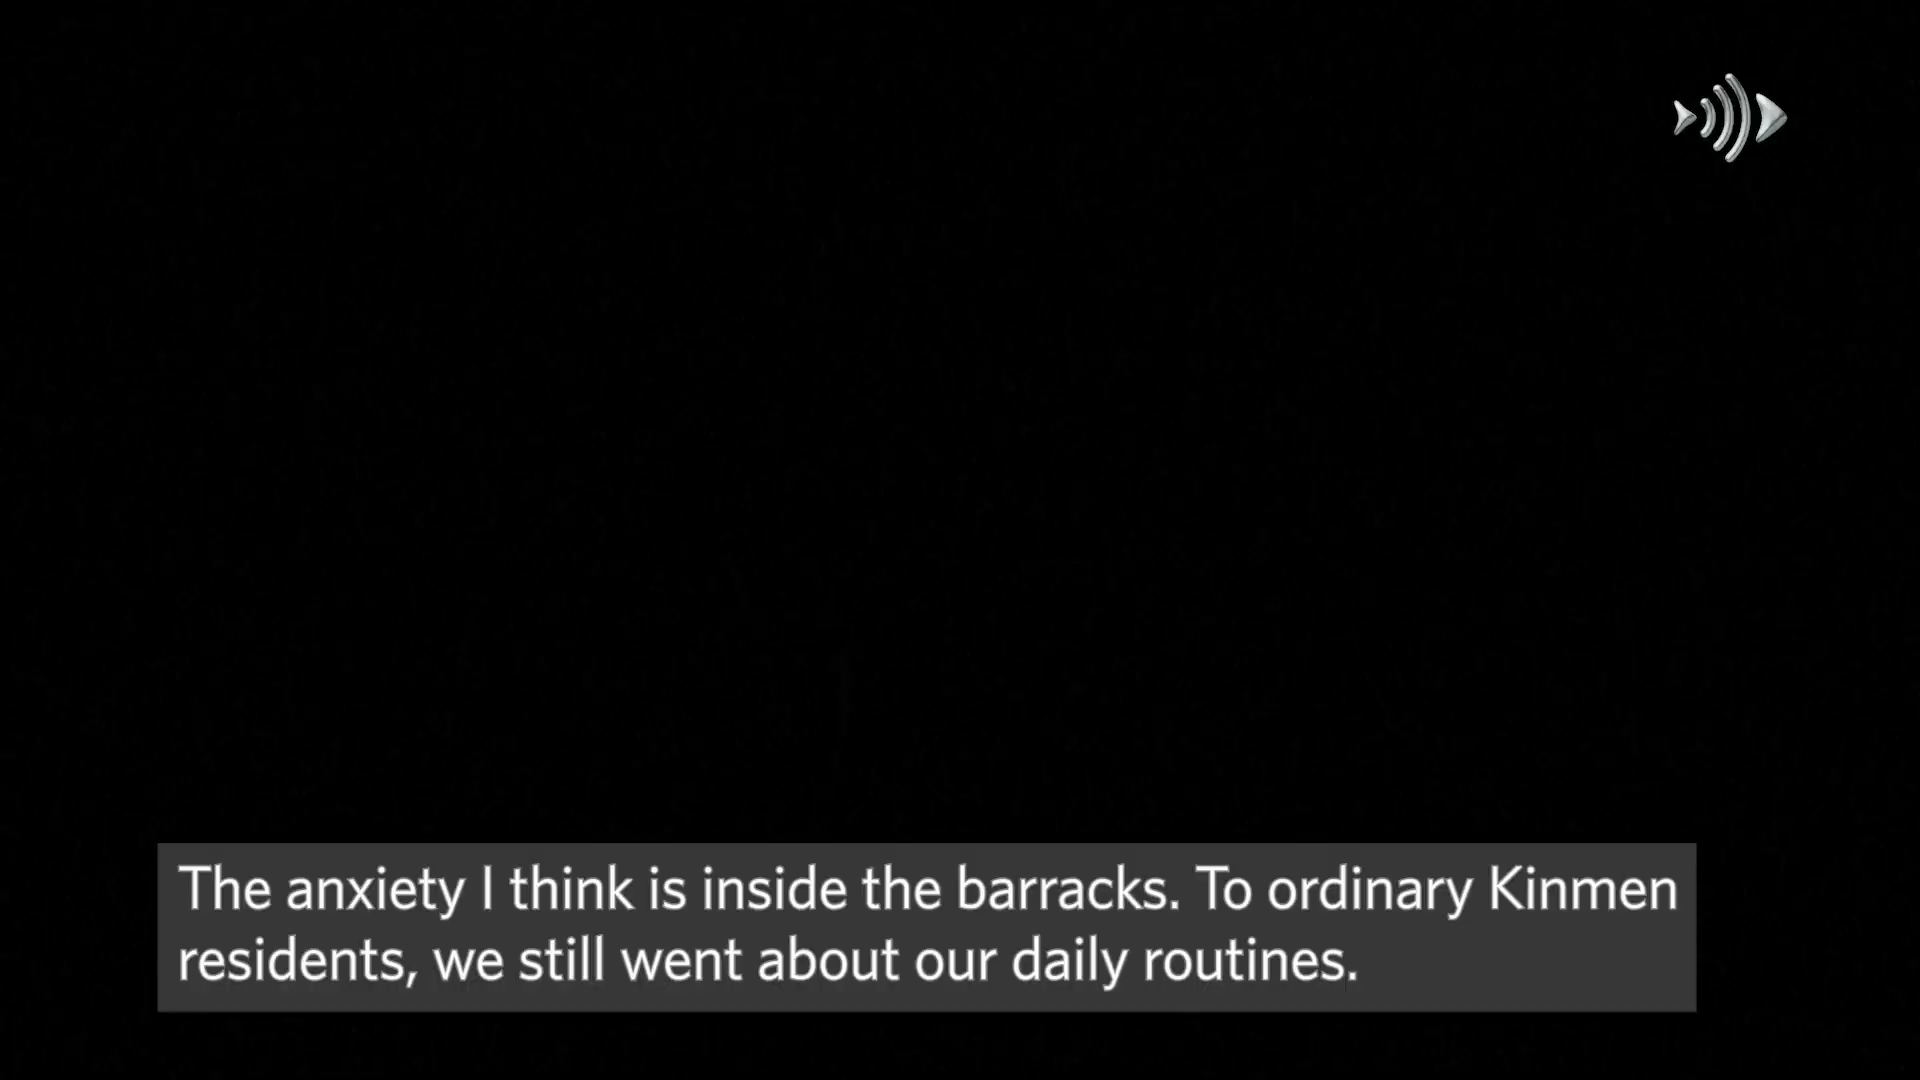 The anxiety I think is inside the barracks. To ordinary Kinmen
residents, we still went about our daily routines.